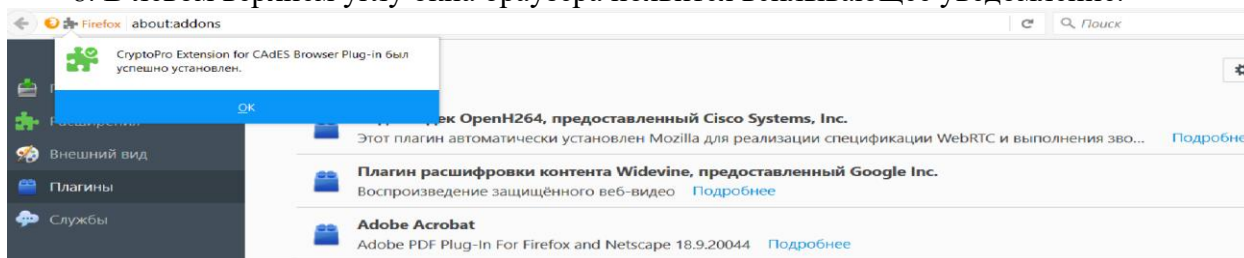 Firefox about:addons
Поиск
CryptoPro Extension for CAdES Browser Plug-in был
успешно установлен.
OK
OpenH264, предоставленный Cisco Systems, Inc.
Этот плагин автоматически установлен Mozilla для реализации спецификации WebRTC и выполнения зво... Подробне
Внешний вид
Плагин расшифровки контента Widevine, предоставленный Google Inc.
Плагины
Воспроизведение защищённого веб-видео Подробнее
Службы
Adobe Acrobat
Adobe PDF Plug-In For Firefox and Netscape 18.9.20044 Подробнее